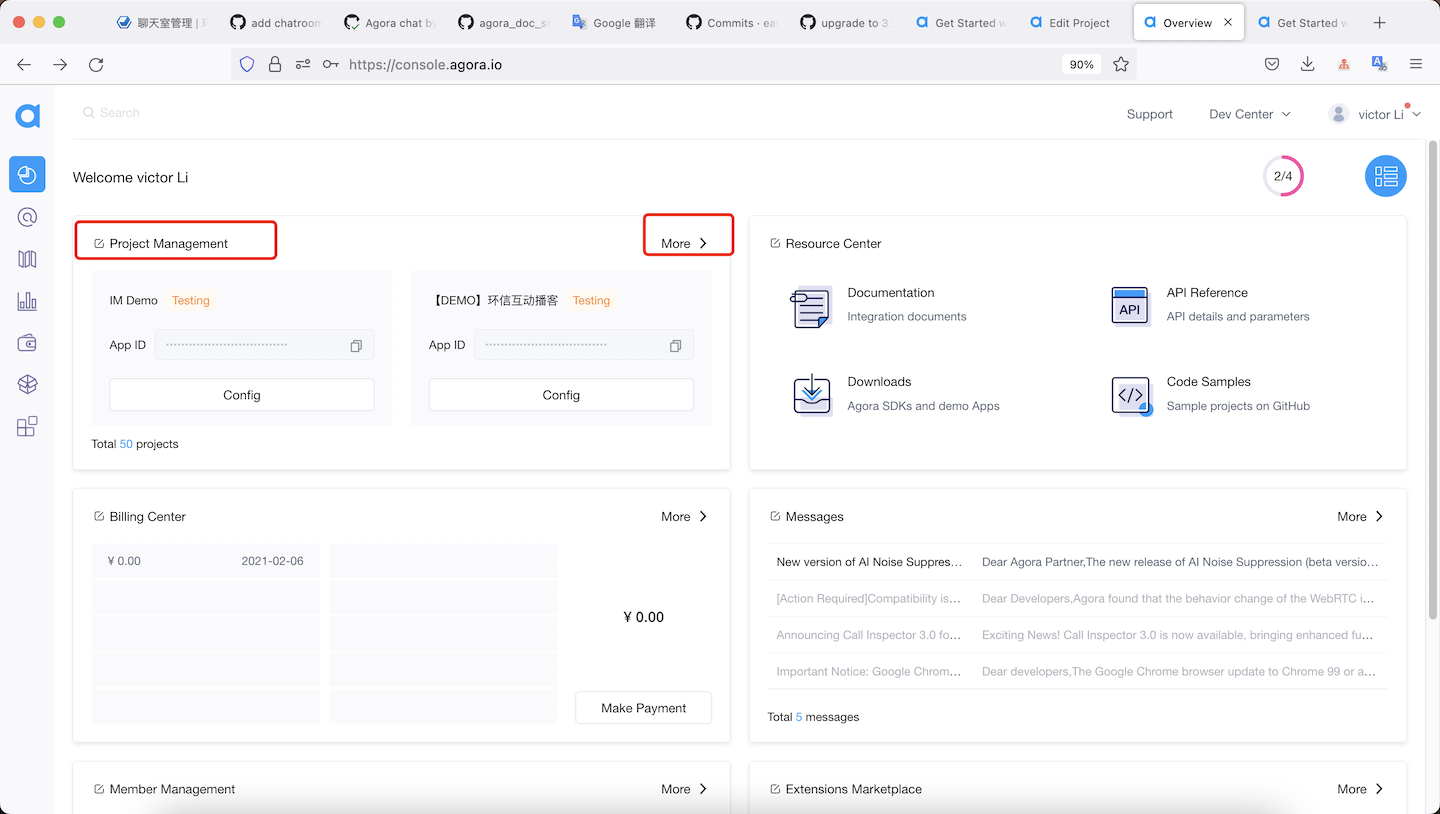 聊天室管理 |
add chatroom
Agora chat by
agora_doc_s
Google 翻译
Commits · eas
upgrade to 3.
Get Started w
Edit Project
Overview
Get Started w
https://console.agora.io
90%
Search
Support
Dev Center
victor Li
Welcome victor Li
2/4
Project Management
More
IM Demo
Testing
App ID
Config
【DEMO】环信互动播客
Testing
App ID
Config
Total 50 projects
Resource Center
Documentation
Integration documents
API
API Reference
API details and parameters
Downloads
Agora SDKs and demo Apps
Code Samples
Sample projects on GitHub
Billing Center
More
¥ 0.00
2021-02-06
¥ 0.00
Make Payment
Messages
More
New version of AI Noise Suppres…
Dear Agora Partner,The new release of AI Noise Suppression (beta versio…
[Action Required]Compatibility is…
Dear Developers,Agora found that the behavior change of the WebRTC i…
Announcing Call Inspector 3.0 fo…
Exciting News! Call Inspector 3.0 is now available, bringing enhanced fu…
Important Notice: Google Chrom…
Dear developers,The Google Chrome browser update to Chrome 99 or a…
Total 5 messages
Member Management
More
Extensions Marketplace
More